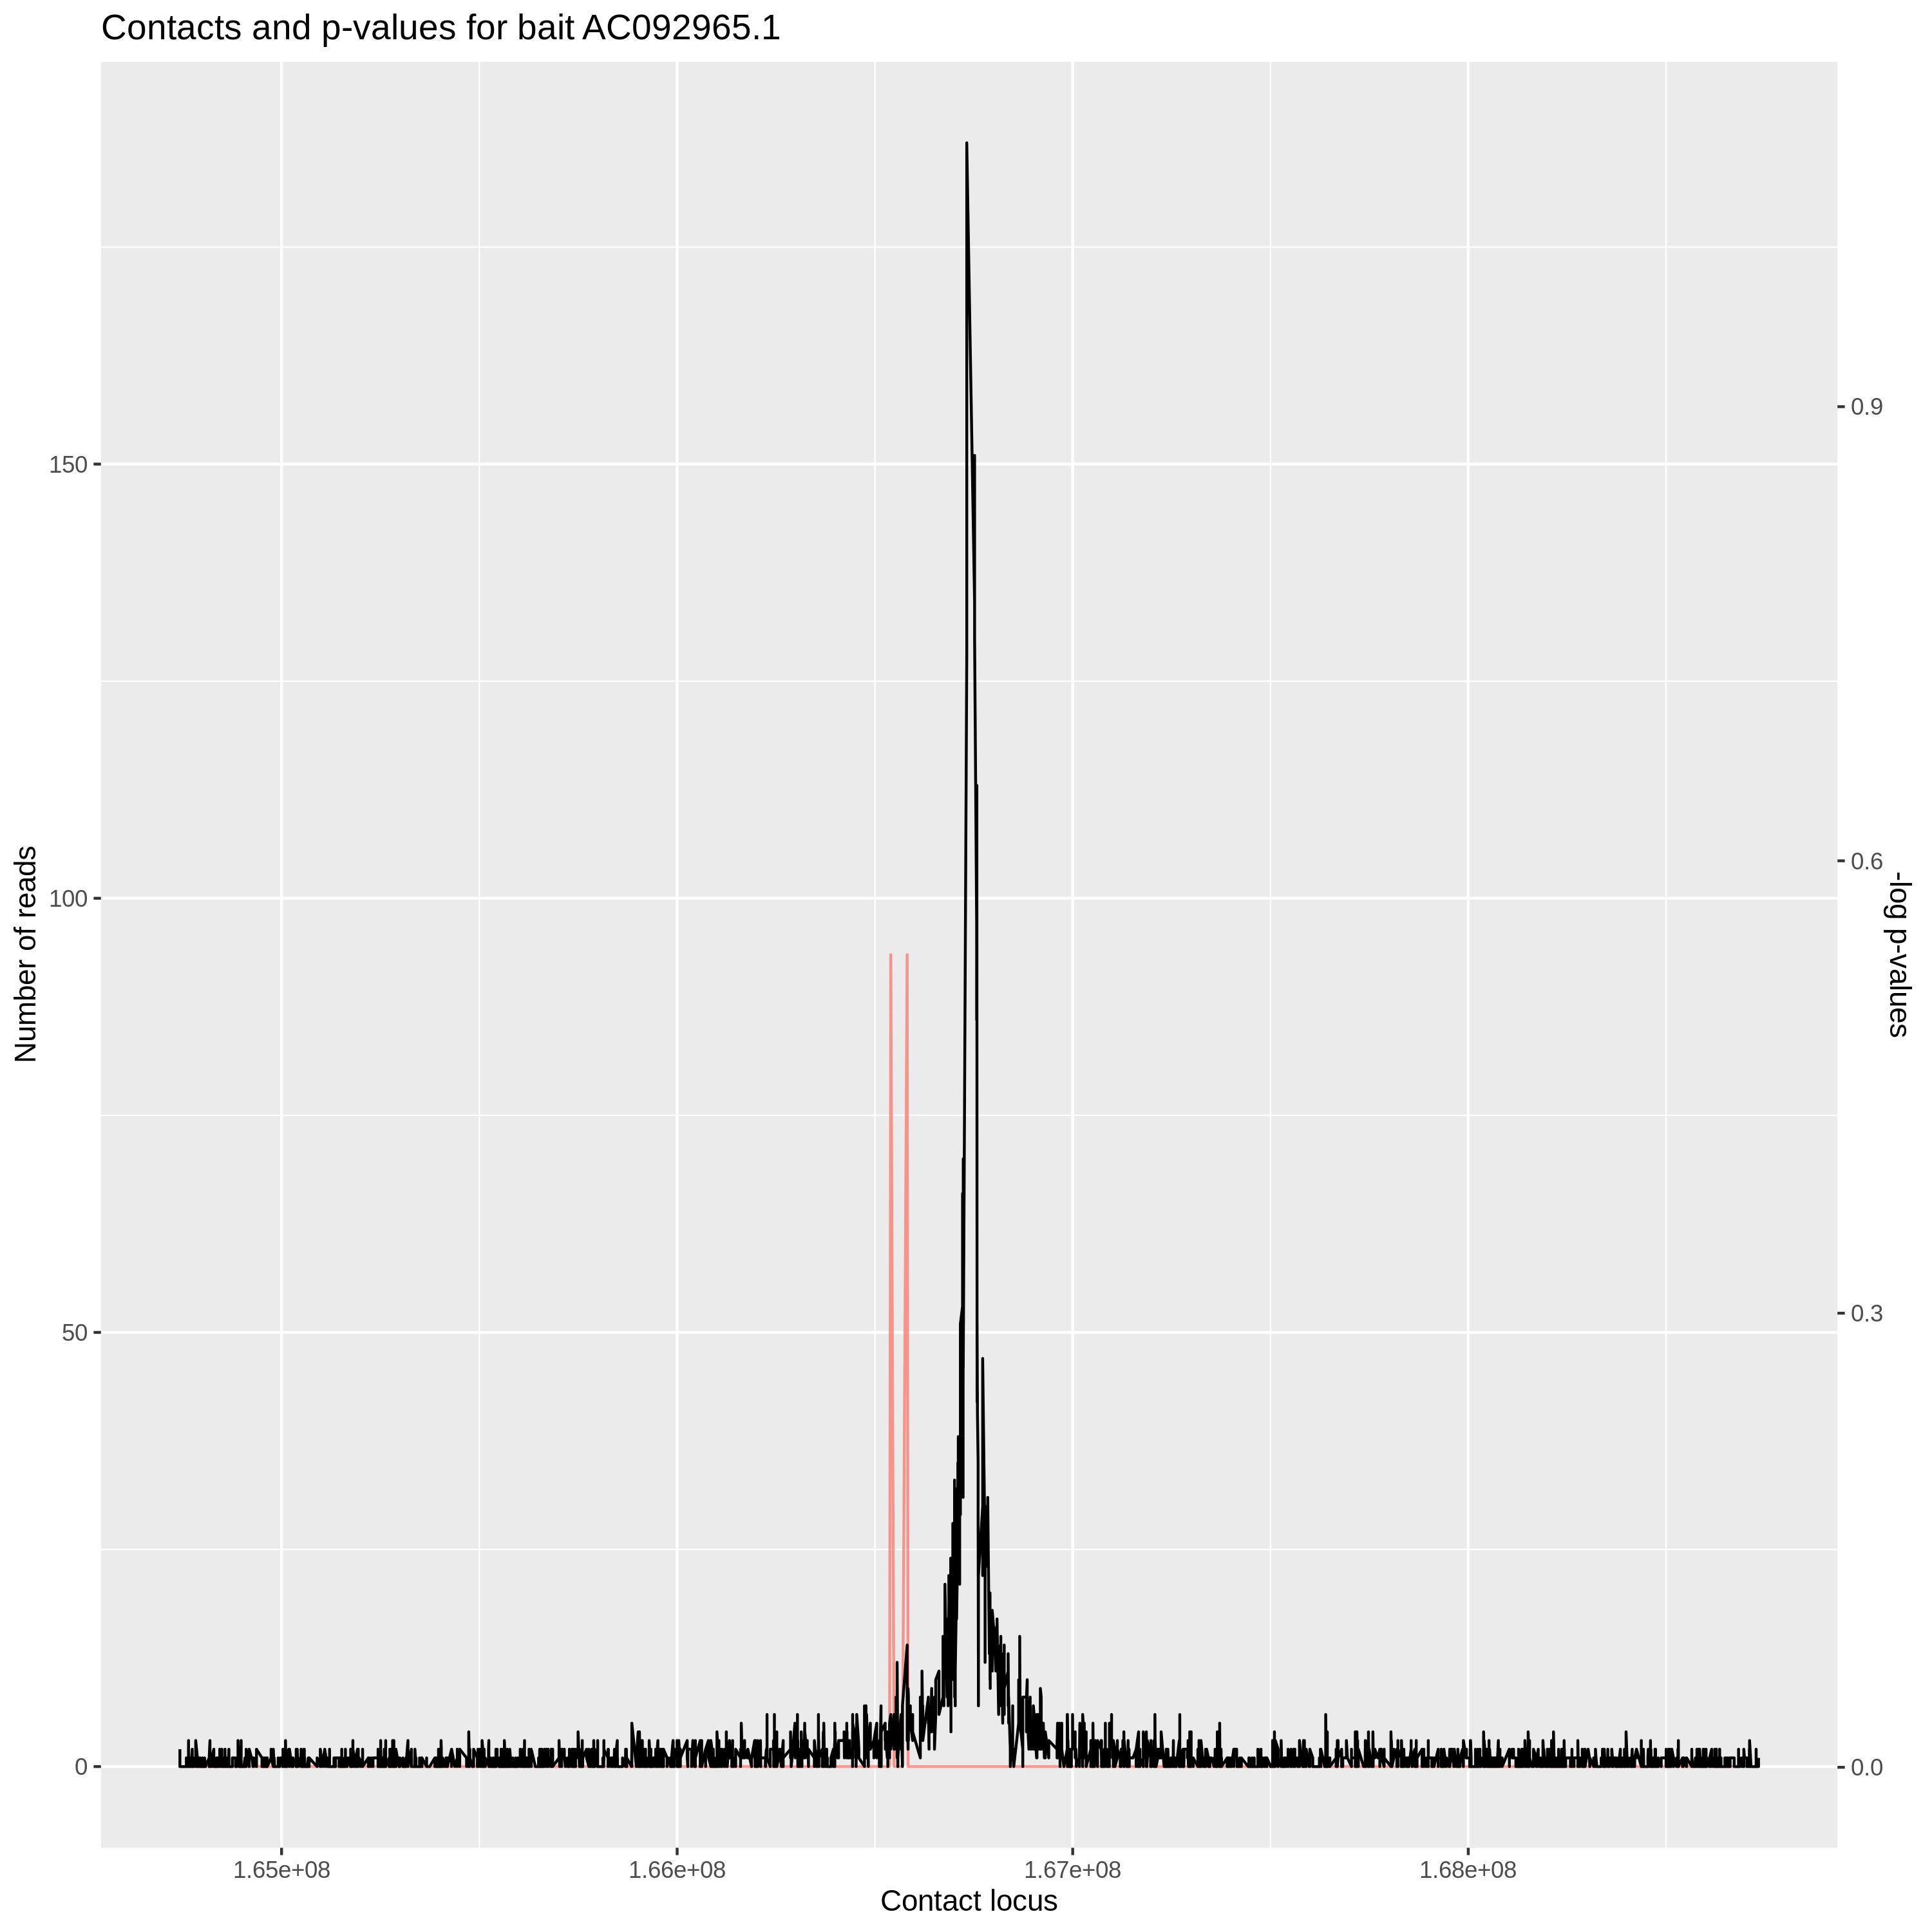 Contacts and p-values for bait AC092965.1
Number of reads
150
100
50
0
0.9
0.6
0.3
0.0
-log p-values
1.65e+08
1.66e+08
1.67e+08
1.68e+08
Contact locus